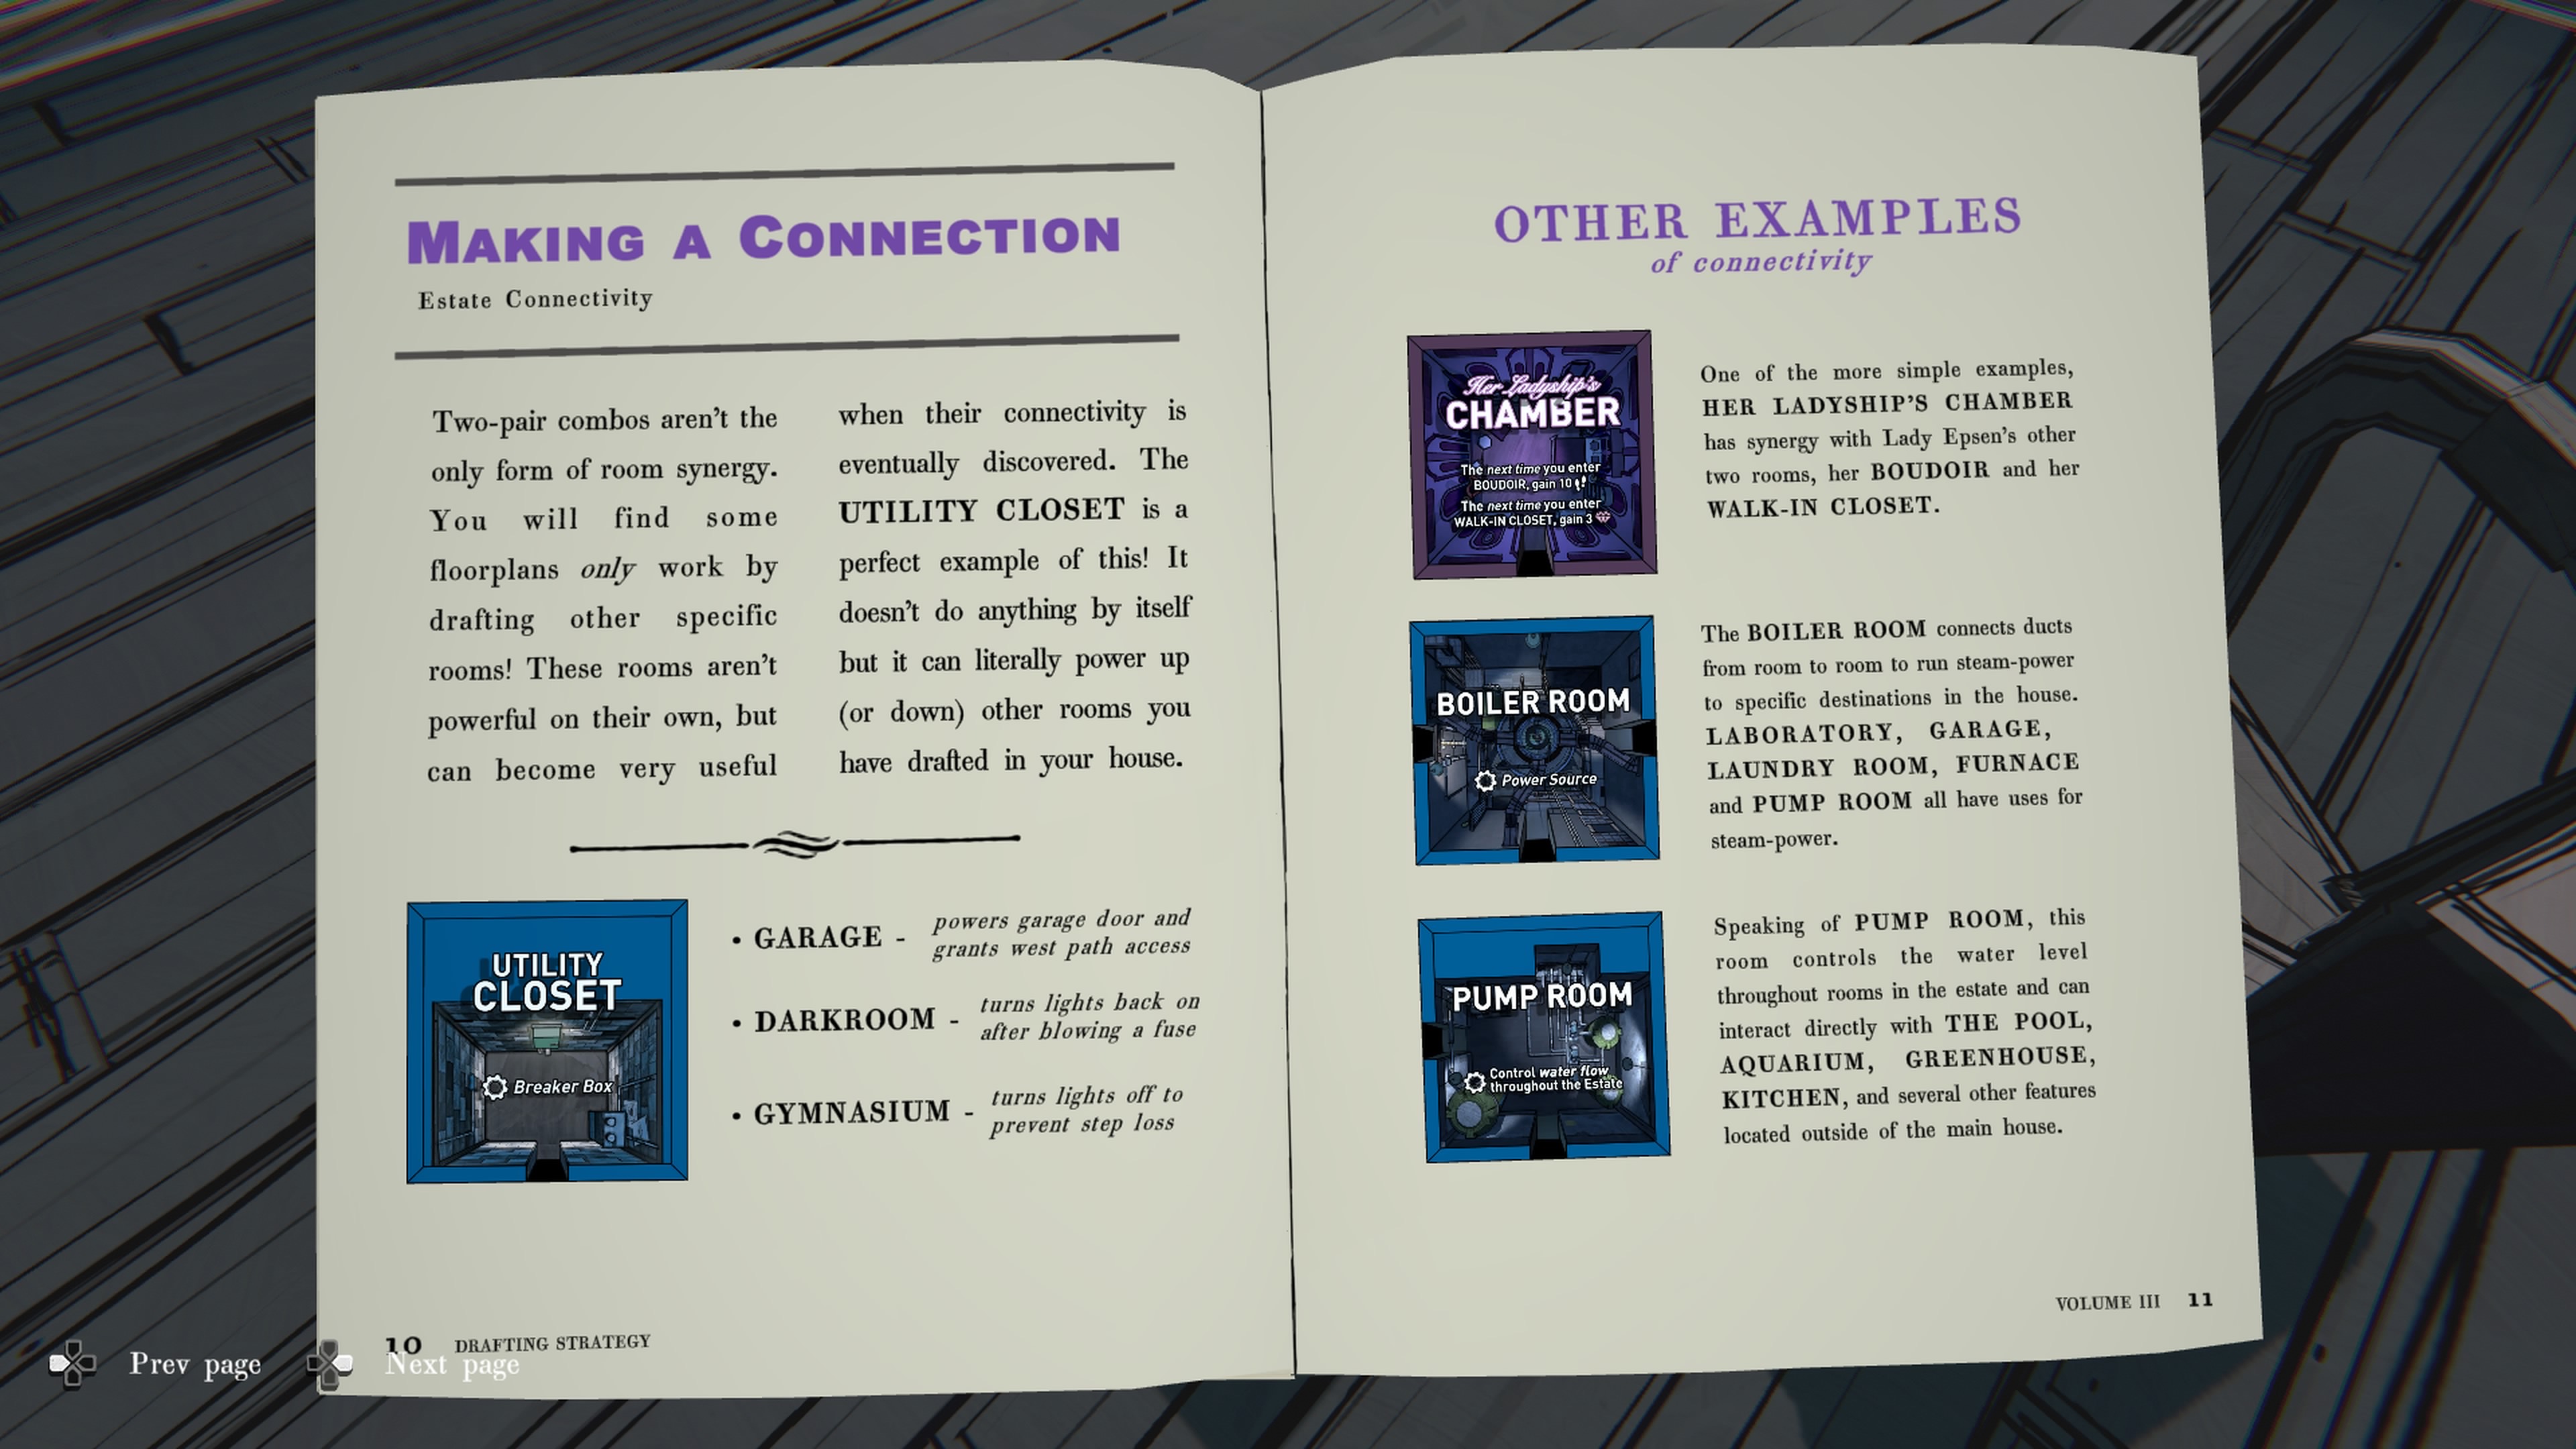 MAKING A CONNECTION
Estate Connectivity
Two-pair combos aren't the
only form of room synergy.
You will find some
floorplans only work by
drafting other specific
rooms! These rooms aren't
powerful on their own, but
can become very useful
when their connectivity is
eventually discovered. The
UTILITY CLOSET is a
perfect example of this! It
doesn't do anything by itself
but it can literally power up
(or down) other rooms you
have drafted in your house.
UTILITY
CLOSET
Breaker Box
• GARAGE - powers garage door and
grants west path access
• DARKROOM - turns lights back on
after blowing a fuse
• GYMNASIUM - turns lights off to
prevent step loss
10 DRAFTING STRATEGY
Prev page Next page
OTHER EXAMPLES
of connectivity
Her Ladyship's
CHAMBER
The next time you enter
BOUDOIR, gain 10
The next time you enter
WALK-IN CLOSET, gain 3
One of the more simple examples,
HER LADYSHIP'S CHAMBER
has synergy with Lady Epsen's other
two rooms, her BOUDOIR and her
WALK-IN CLOSET.
BOILER ROOM
Power Source
The BOILER ROOM connects ducts
from room to room to run steam-power
to specific destinations in the house.
LABORATORY, GARAGE,
LAUNDRY ROOM, FURNACE
and PUMP ROOM all have uses for
steam-power.
PUMP ROOM
Control water flow
throughout the Estate
Speaking of PUMP ROOM, this
room controls the water level
throughout rooms in the estate and can
interact directly with THE POOL,
AQUARIUM, GREENHOUSE,
KITCHEN, and several other features
located outside of the main house.
VOLUME III 11